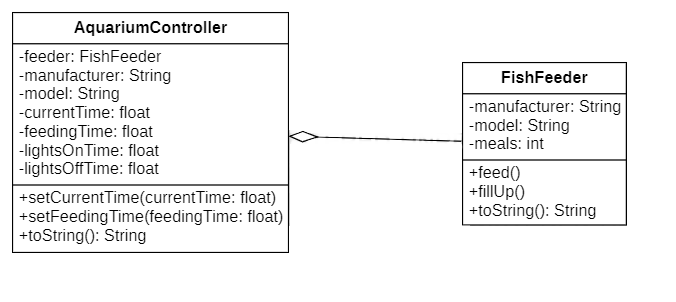 AquariumController
-feeder: FishFeeder
-manufacturer: String
-model: String
-currentTime: float
-feedingTime: float
-lightsOnTime: float
-lightsOffTime: float
+setCurrentTime(currentTime: float)
+setFeedingTime(feedingTime: float)
+toString(): String
FishFeeder
-manufacturer: String
-model: String
-meals: int
+feed()
+fillUp()
+toString(): String